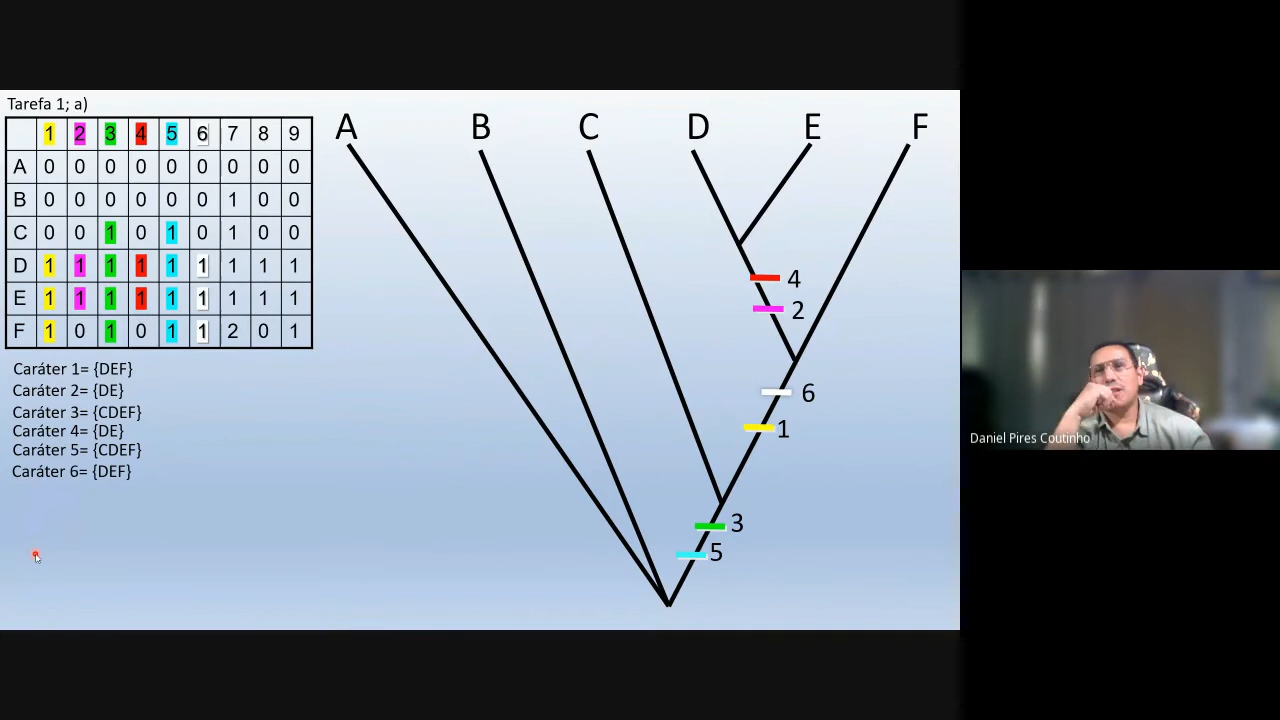 Tarefa 1; a)
1 2 3 4 5 6 7 8 9
A 0 0 0 0 0 0 0 0 0
B 0 0 0 0 0 0 1 0 0
C 0 0 1 0 1 0 1 0 0
D 1 1 1 1 1 1 1 1 1
E 1 1 1 1 1 1 1 1 1
F 1 0 1 0 1 1 2 0 1
Caráter 1= {DEF}
Caráter 2= {DE}
Caráter 3= {CDEF}
Caráter 4= {DE}
Caráter 5= {CDEF}
Caráter 6= {DEF}
A B C D E F
4
2
6
1
3
5
Daniel Pires Coutinho